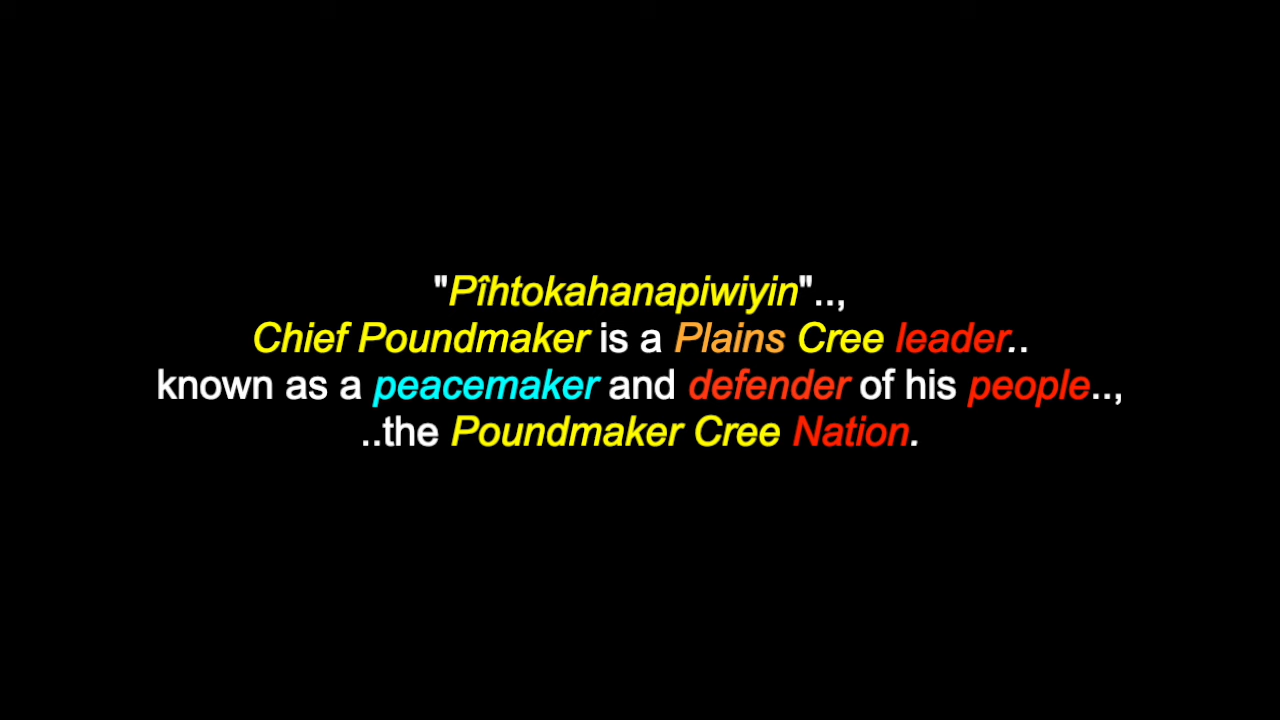 "Pîhtokahanapiwiyin"..,
Chief Poundmaker is a Plains Cree leader..
known as a peacemaker and defender of his people..,
..the Poundmaker Cree Nation.